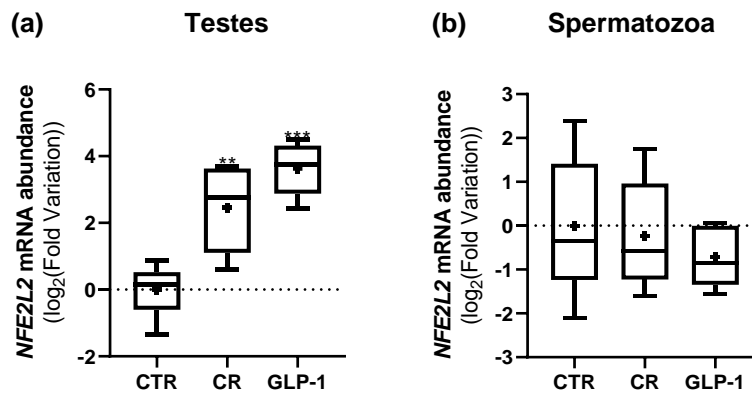 (a) Testes
NFE2L2 mRNA abundance
(log₂(Fold Variation))
6
4
2
0
-2
**
***
CTR CR GLP-1
(b) Spermatozoa
NFE2L2 mRNA abundance
(log₂(Fold Variation))
3
2
1
0
-1
-2
-3
CTR CR GLP-1